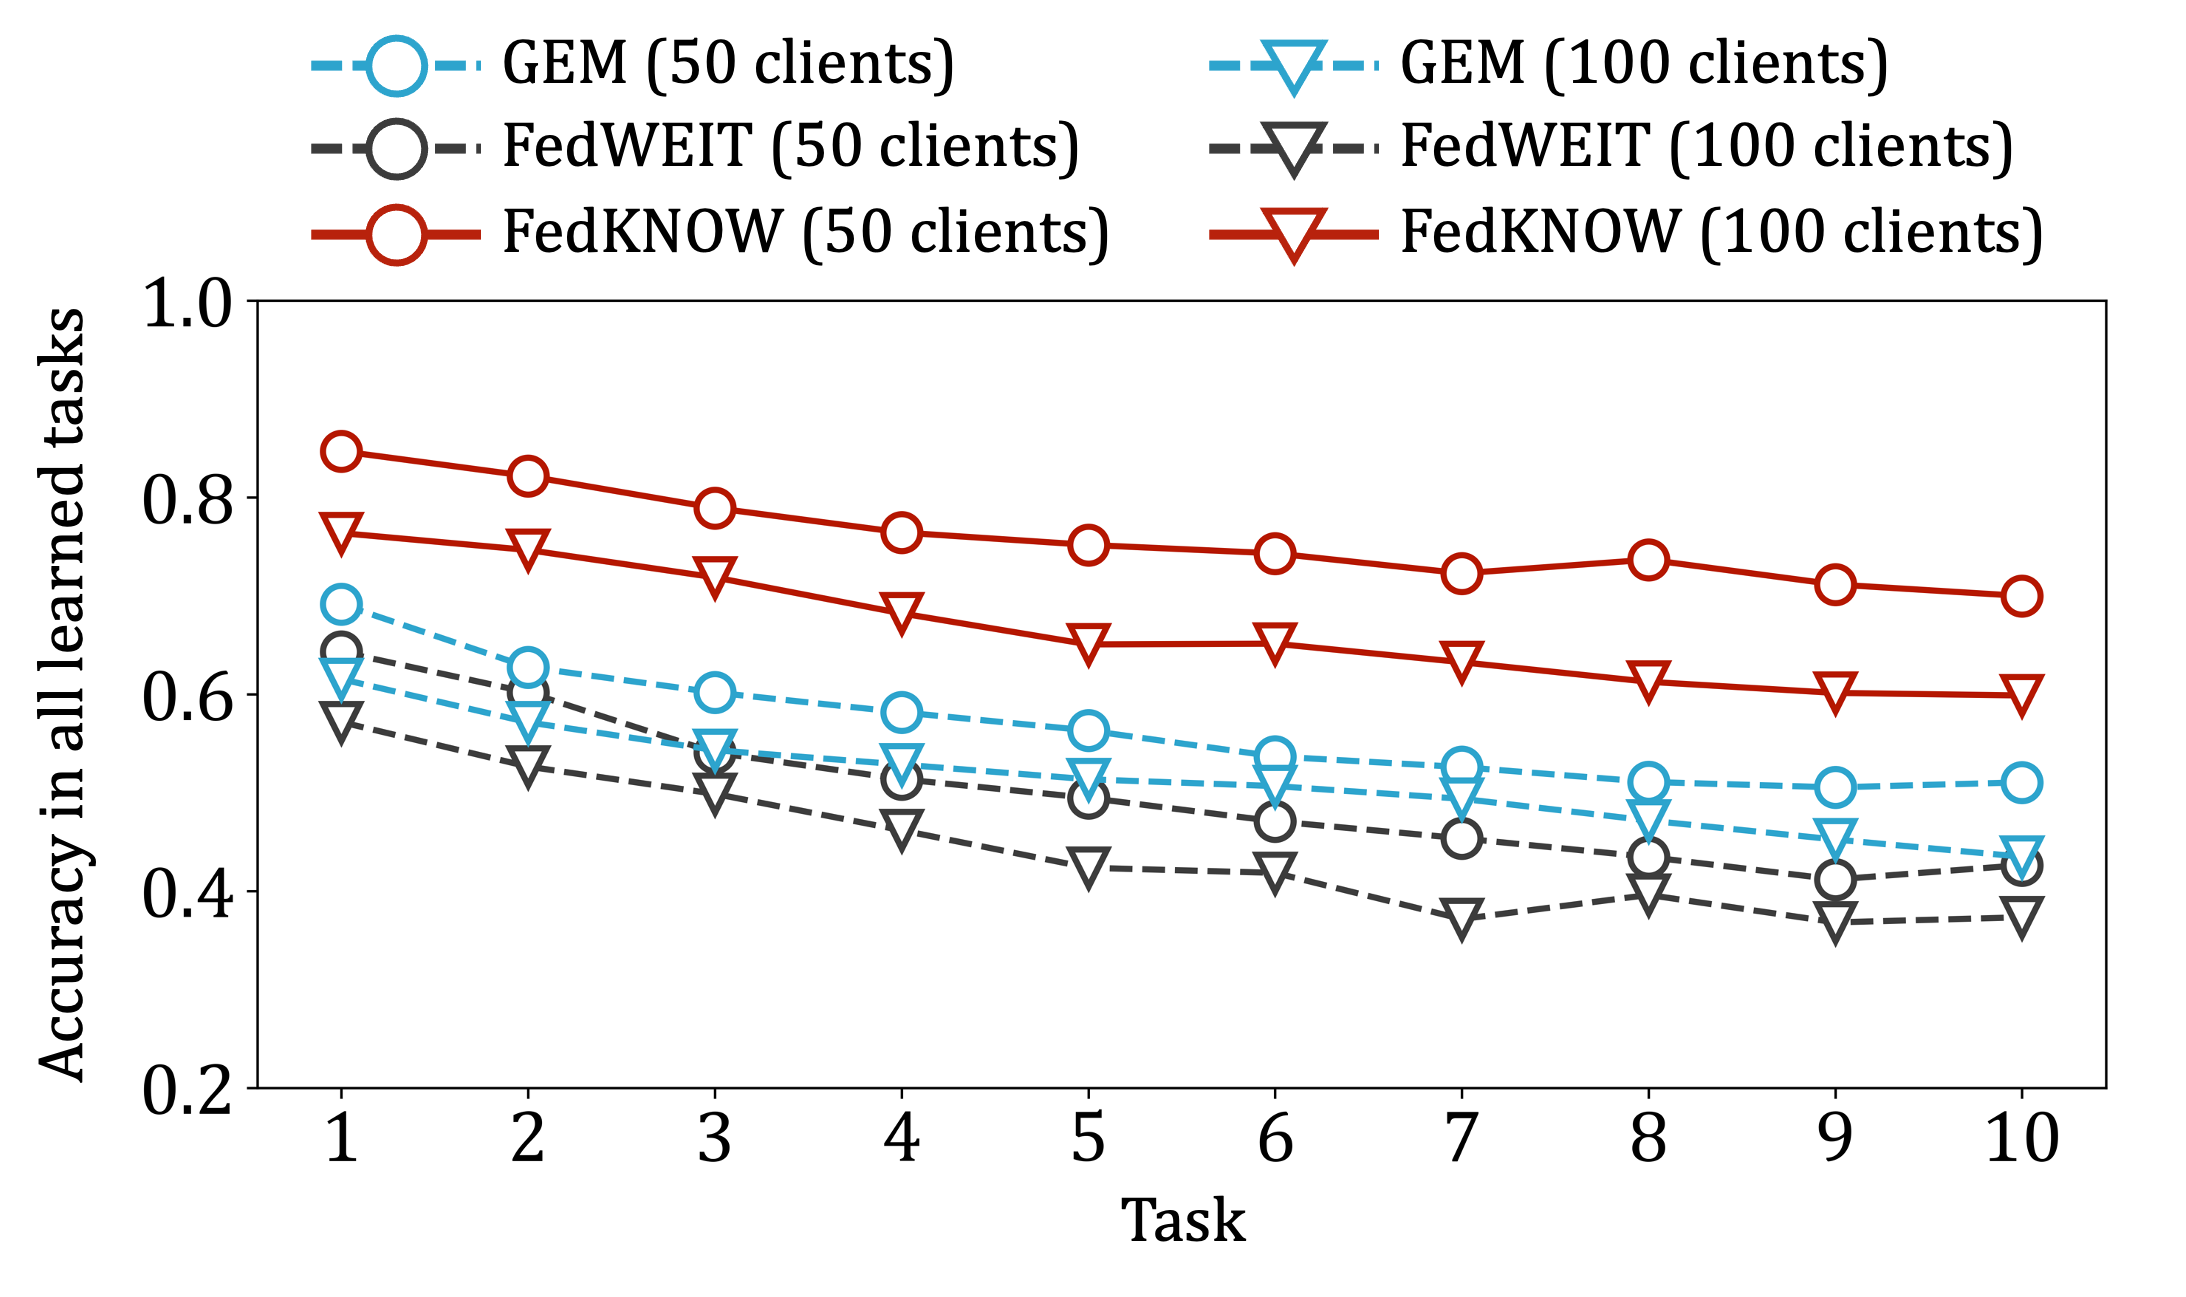 GEM (50 clients)
GEM (100 clients)
FedWEIT (50 clients)
FedWEIT (100 clients)
FedKNOW (50 clients)
FedKNOW (100 clients)
Accuracy in all learned tasks
1.0
0.8
0.6
0.4
0.2
1 2 3 4 5 6 7 8 9 10
Task